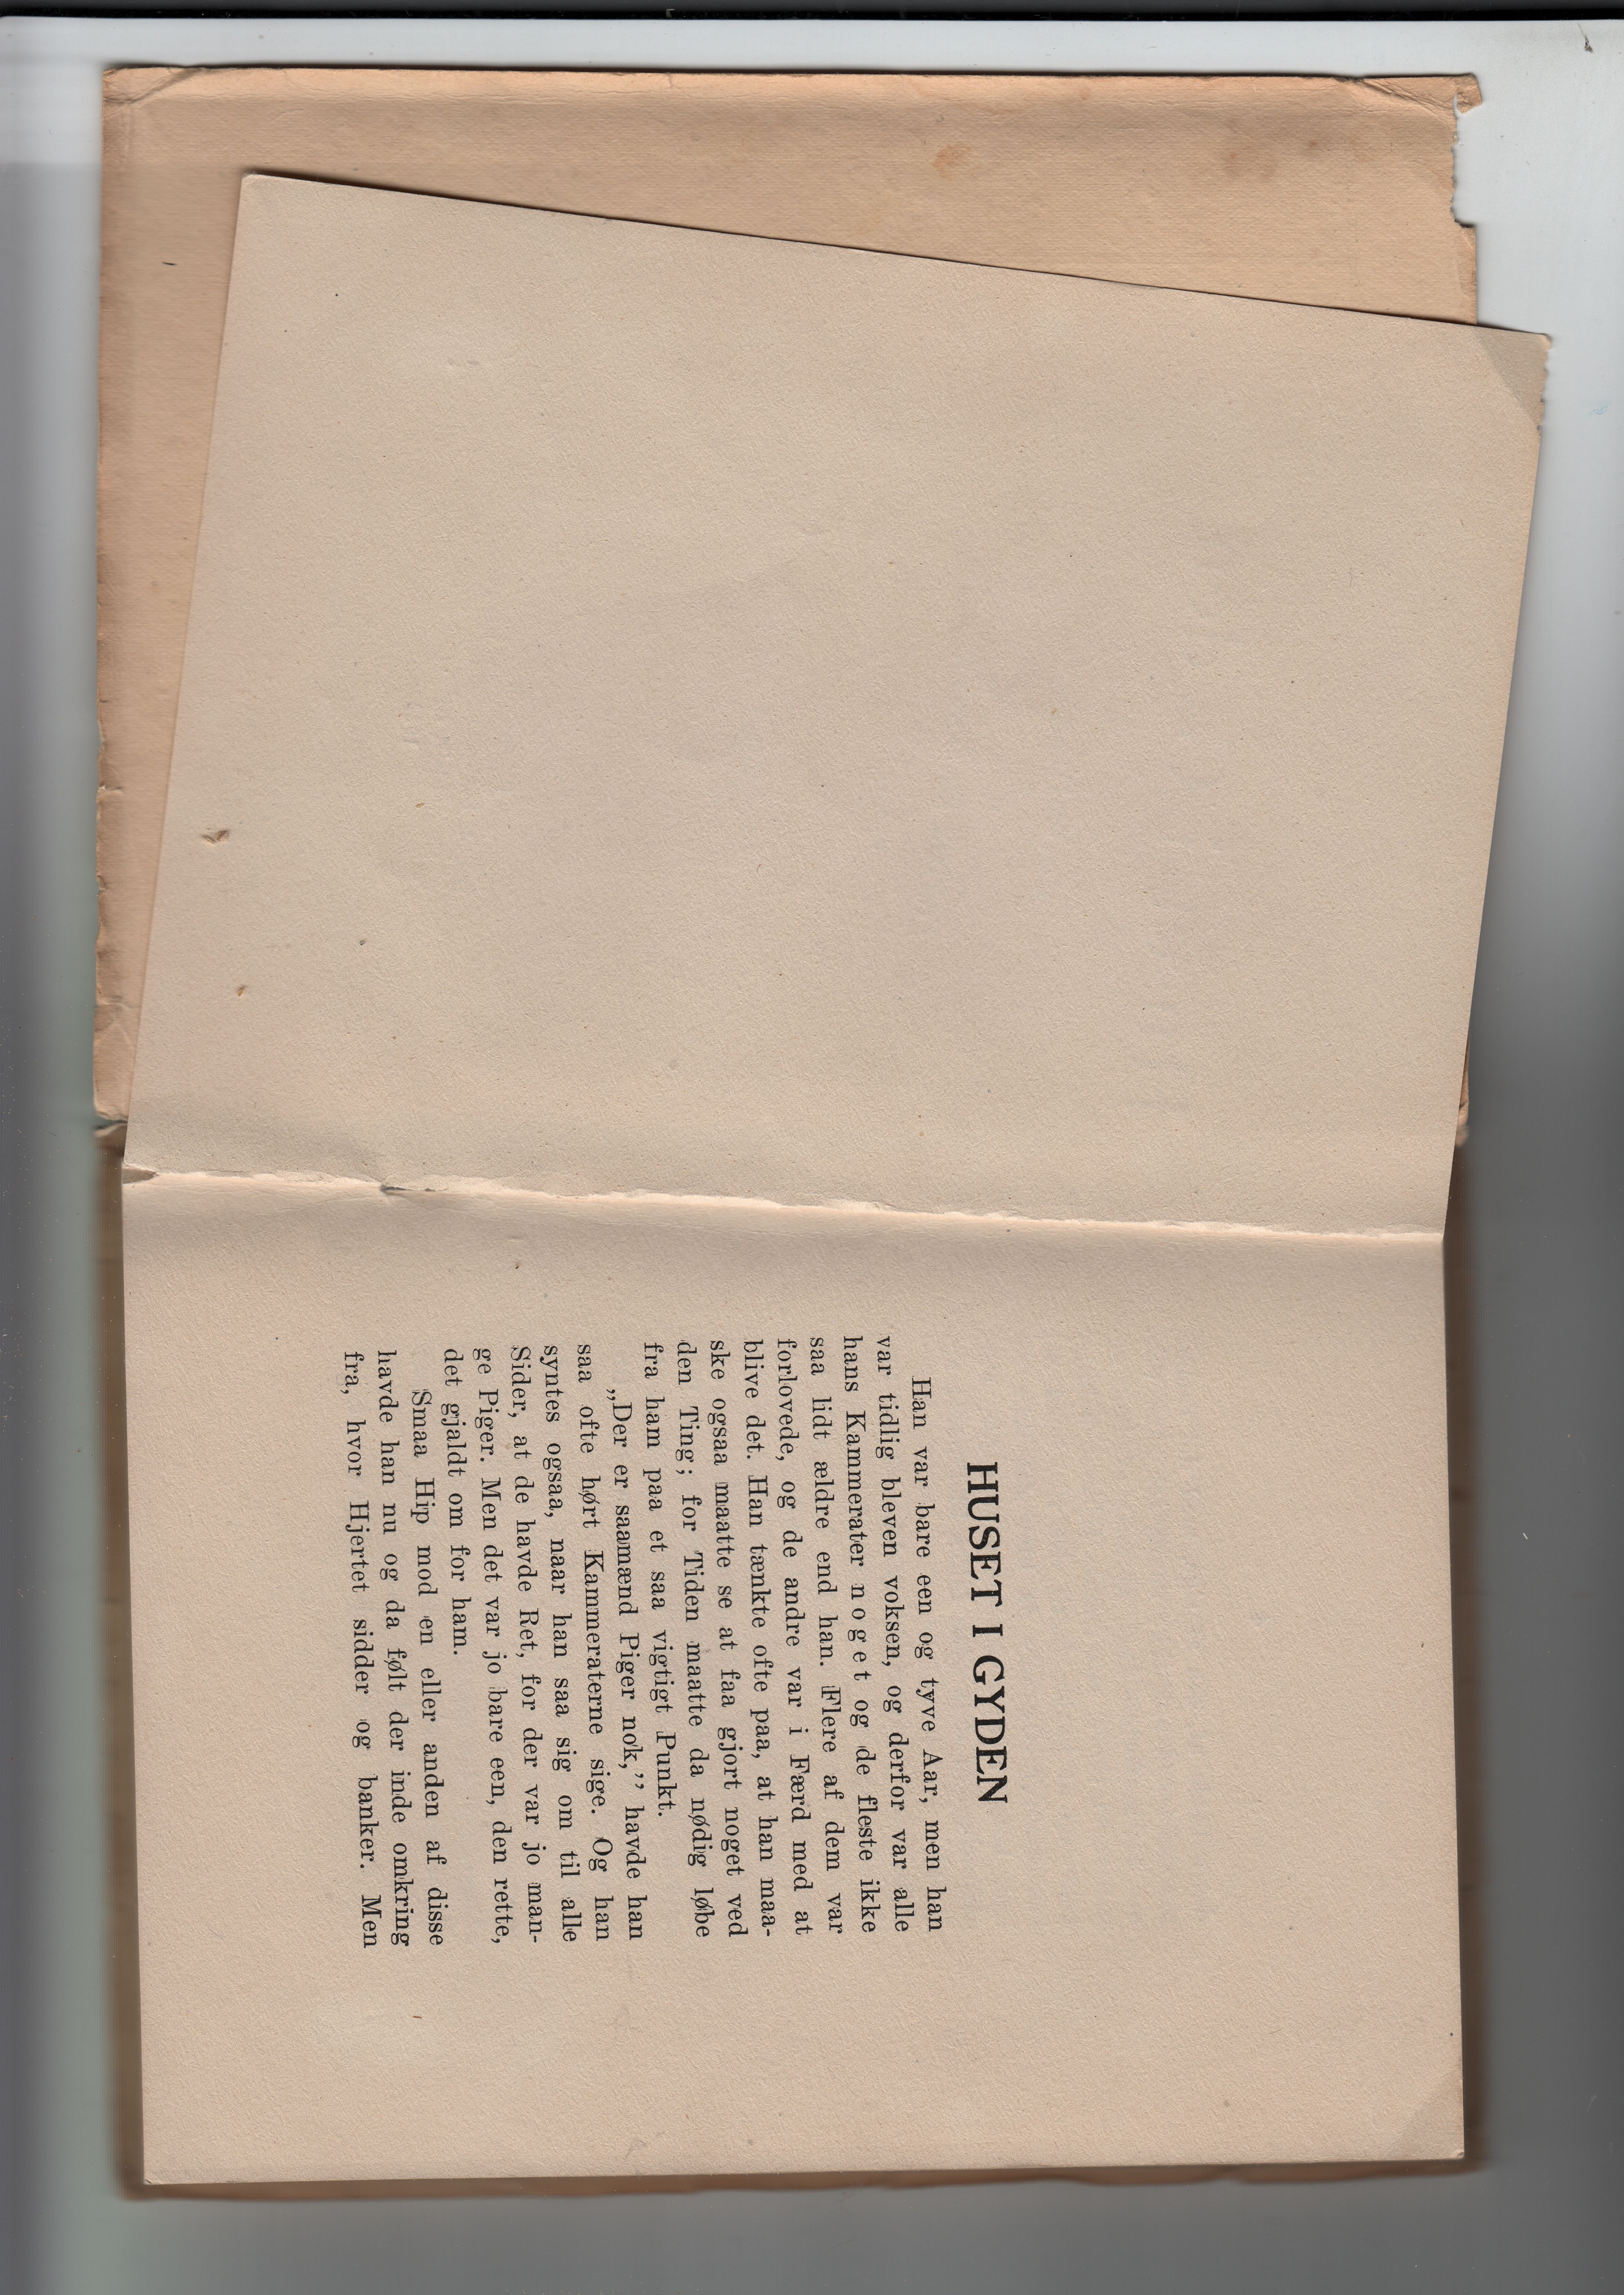 HUSET I GYDEN
Han var bare een og tyve Aar, men han
var tidlig bleven voksen, og derfor var alle
hans Kammerater noget og de fleste ikke
saa lidt ældre end han. Flere af dem var
forlovede, og de andre var i Færd med at
blive det. Han tænkte ofte paa, at han maa-
ske ogsaa maatte se at faa gjort noget ved
den Ting; for Tiden maatte da nødig løbe
fra ham paa et saa vigtigt Punkt.
„Der er saamænd Piger nok,” havde han
saa ofte hørt Kammeraterne sige. Og han
syntes ogsaa, naar han saa sig om til alle
Sider, at de havde Ret, for der var jo man-
ge Piger. Men det var jo bare een, den rette,
det gjaldt om for ham.
Smaa Hip mod en eller anden af disse
havde han nu og da følt der inde omkring
fra, hvor Hjertet sidder og banker. Men